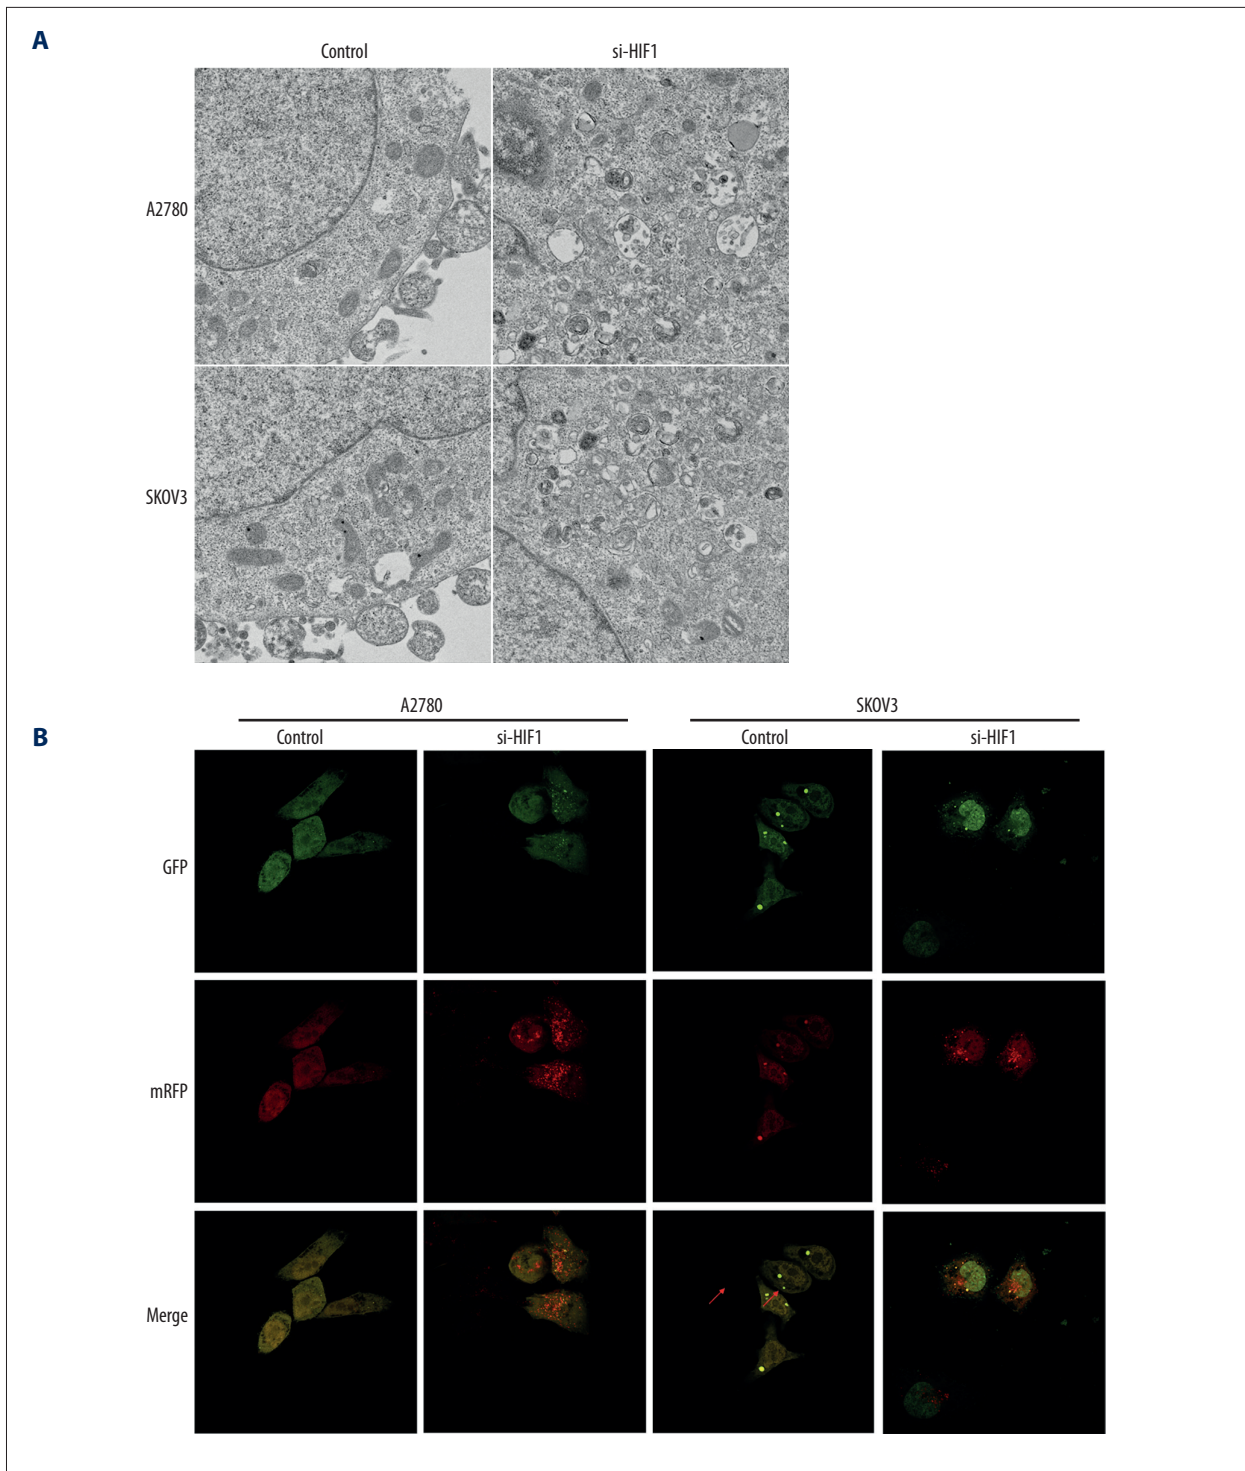 A
Control si-HIF1
A2780
SKOV3
B
A2780 SKOV3
Control si-HIF1 Control si-HIF1
GFP
mRFP
Merge